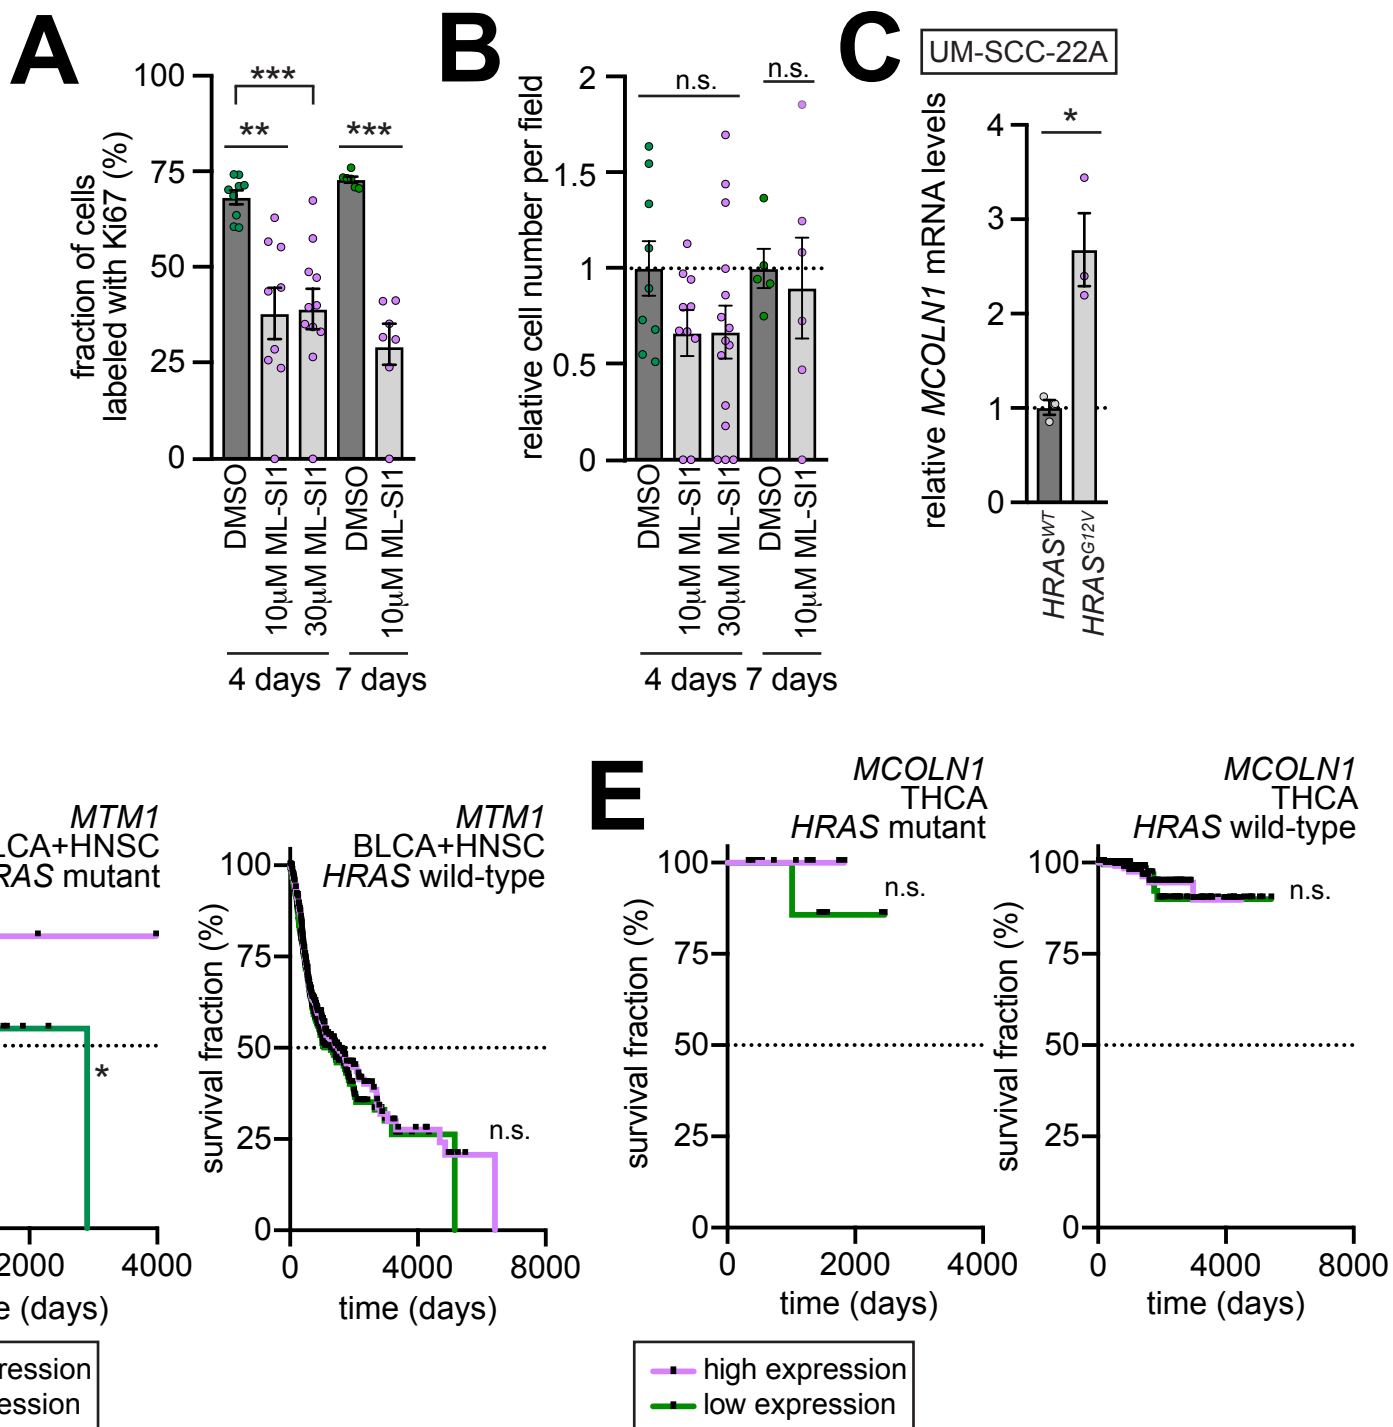 A
fraction of cells
labeled with Ki67 (%)
100
75
50
25
0
***
**
***
DMSO
10µM ML-SI1
30µM ML-SI1
DMSO
10µM ML-SI1
4 days
7 days
B
relative cell number per field
2
1.5
1
0.5
0
n.s.
n.s.
DMSO
10µM ML-SI1
30µM ML-SI1
DMSO
10µM ML-SI1
4 days
7 days
C
UM-SCC-22A
relative MCOLN1 mRNA levels
4
3
2
1
0
*
HRASWT
HRASG12V
MTM1
LCA+HNSC
RAS mutant
*
2000
4000
e (days)
ression
ession
MTM1
BLCA+HNSC
HRAS wild-type
survival fraction (%)
100
75
50
25
0
n.s.
0
4000
8000
time (days)
E
MCOLN1
THCA
HRAS mutant
survival fraction (%)
100
75
50
25
0
n.s.
0
2000
4000
time (days)
MCOLN1
THCA
HRAS wild-type
survival fraction (%)
100
75
50
25
0
n.s.
0
4000
8000
time (days)
high expression
low expression